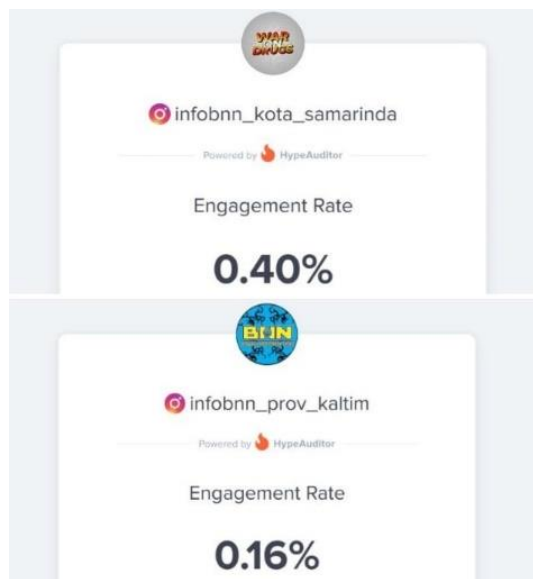 WAR
ON
DRUGS
infobnn_kota_samarinda
Powered by HypeAuditor
Engagement Rate
0.40%
BNN
infobnn_prov_kaltim
Powered by HypeAuditor
Engagement Rate
0.16%